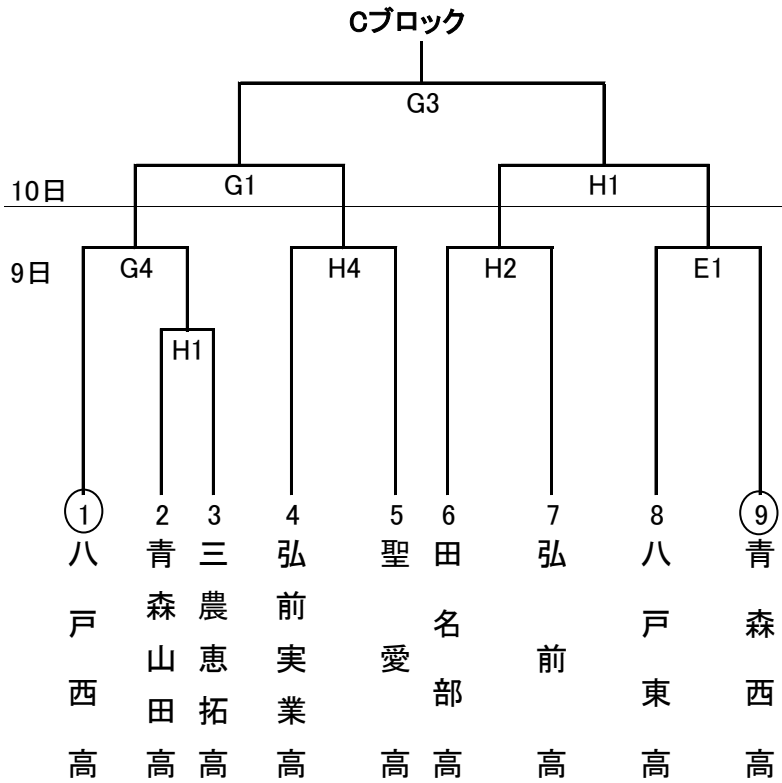 Cブロック
G3
G1
H1
10日
9日
G4
H4
H2
E1
H1
1
2
3
4
5
6
7
8
9
八戸西高
青森山田高
三農恵拓高
弘前実業高
聖愛高
田名部高
弘前高
八戸東高
青森西高